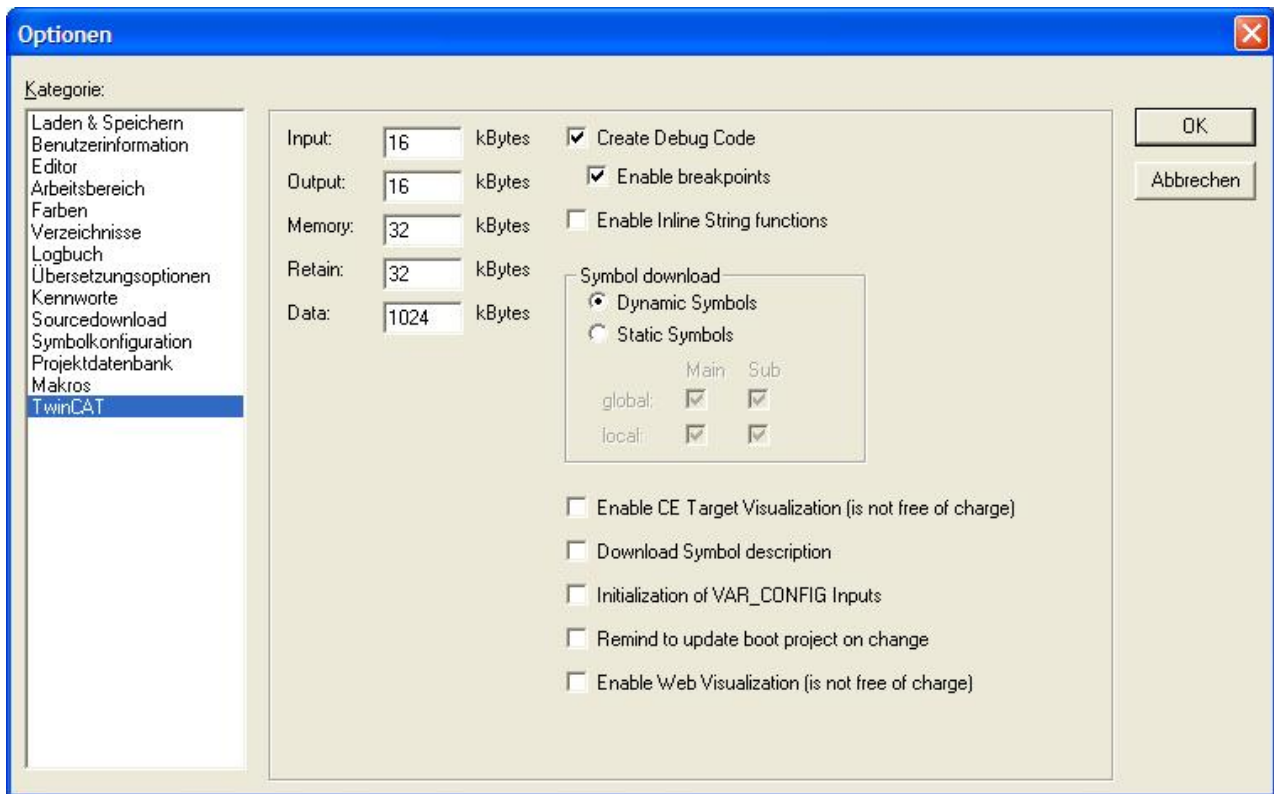 Optionen
Kategorie:
Laden & Speichern
Benutzerinformation
Editor
Arbeitsbereich
Farben
Verzeichnisse
Logbuch
Übersetzungsoptionen
Kennworte
Sourcedownload
Symbolkonfiguration
Projektdatenbank
Makros
TwinCAT
Input: 16 kBytes
Output: 16 kBytes
Memory: 32 kBytes
Retain: 32 kBytes
Data: 1024 kBytes
Create Debug Code
Enable breakpoints
Enable Inline String functions
Symbol download
Dynamic Symbols
Static Symbols
Main Sub
global:
local:
Enable CE Target Visualization (is not free of charge)
Download Symbol description
Initialization of VAR_CONFIG Inputs
Remind to update boot project on change
Enable Web Visualization (is not free of charge)
OK
Abbrechen